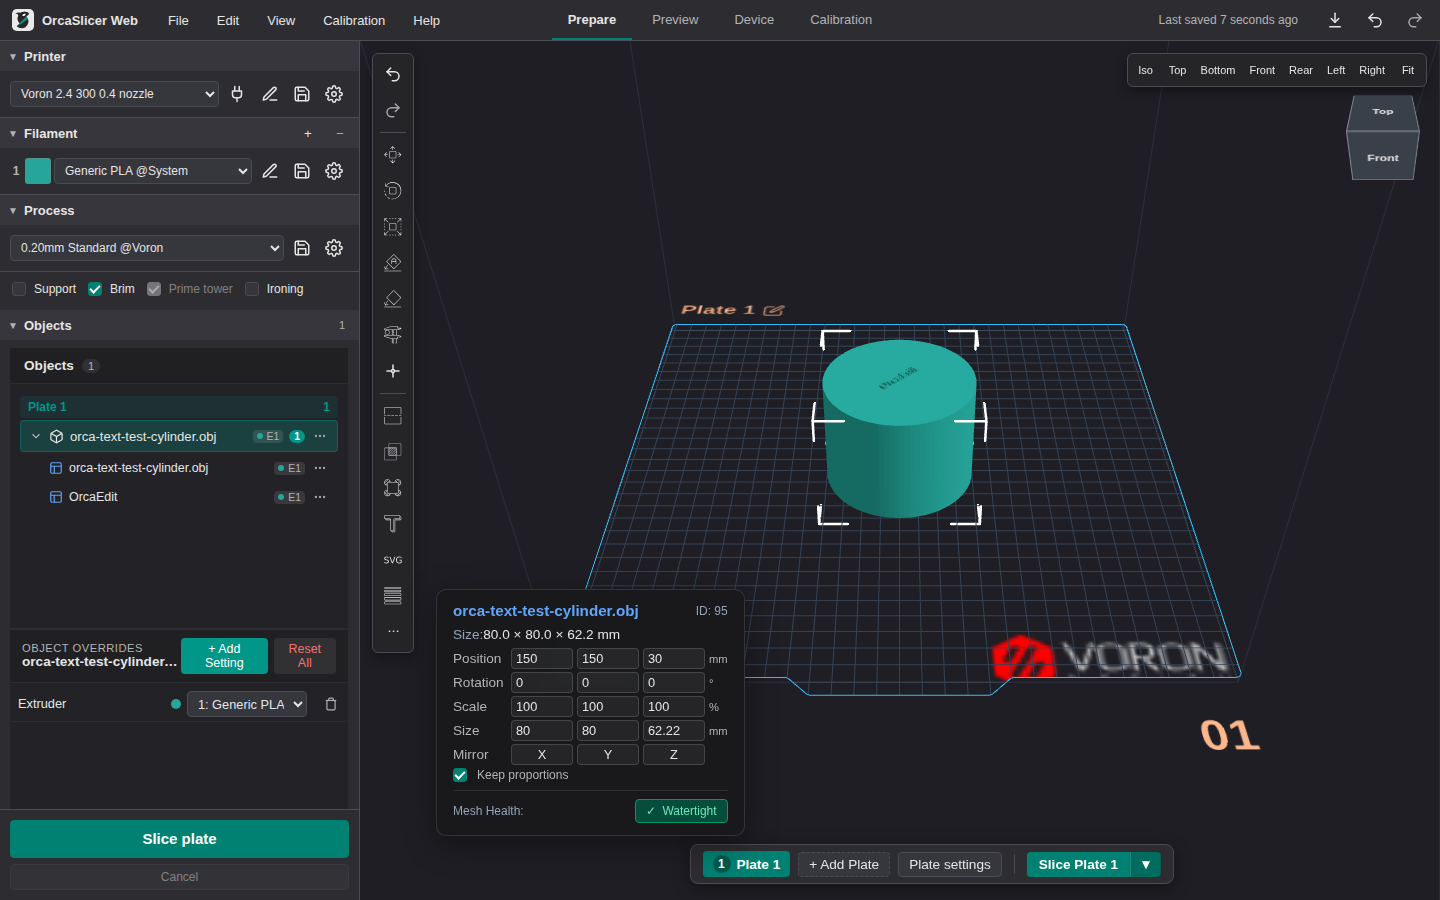 OrcaSlicer Web
File
Edit
View
Calibration
Help
Prepare
Preview
Device
Calibration
Last saved 7 seconds ago
Printer
Voron 2.4 300 0.4 nozzle
Filament
+
−
1
Generic PLA @System
Process
0.20mm Standard @Voron
Support
Brim
Prime tower
Ironing
Objects
1
Objects 1
Plate 1
1
orca-text-test-cylinder.obj
E1
1
orca-text-test-cylinder.obj
E1
OrcaEdit
E1
OBJECT OVERRIDES
orca-text-test-cylinder…
+ Add Setting
Reset All
Extruder
1: Generic PLA
Slice plate
Cancel
SVG
Iso
Top
Bottom
Front
Rear
Left
Right
Fit
Top
Front
Plate 1
VORON
01
orca-text-test-cylinder.obj
ID: 95
Size:80.0 × 80.0 × 62.2 mm
Position 150 150 30 mm
Rotation 0 0 0 °
Scale 100 100 100 %
Size 80 80 62.22 mm
Mirror X Y Z
Keep proportions
Mesh Health:
✓ Watertight
1 Plate 1
+ Add Plate
Plate settings
Slice Plate 1